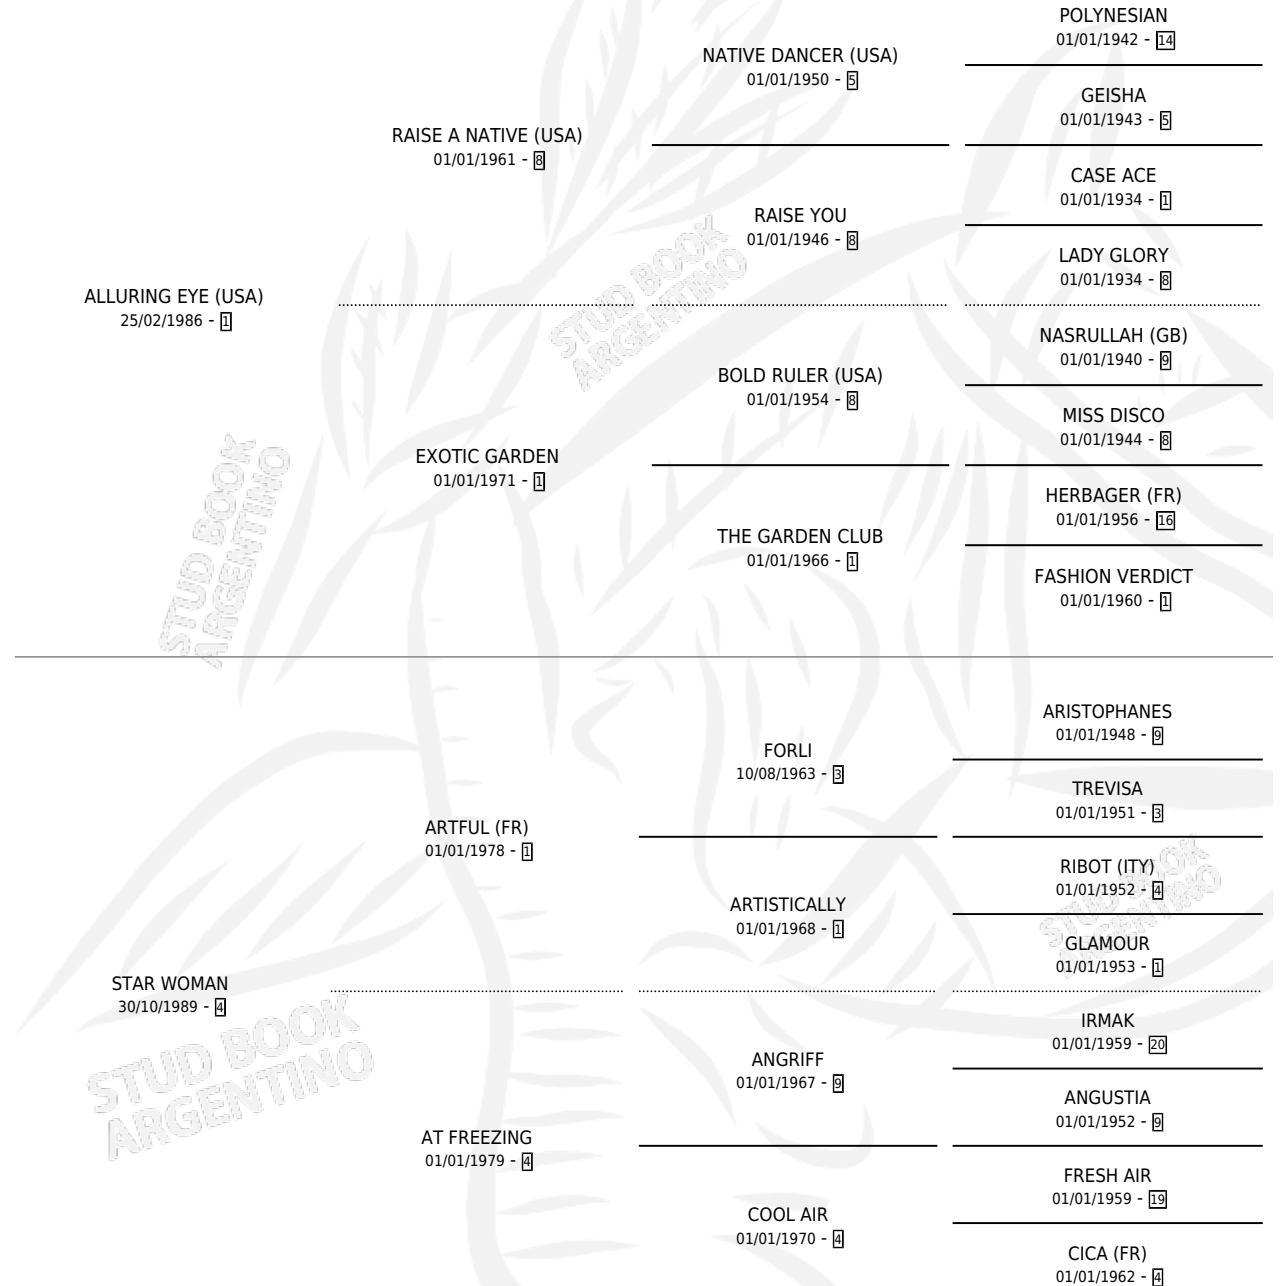 POLYNESIAN
01/01/1942 - 14
NATIVE DANCER (USA)
01/01/1950 - 5
GEISHA
01/01/1943 - 5
RAISE A NATIVE (USA)
01/01/1961 - 8
CASE ACE
01/01/1934 - 1
RAISE YOU
01/01/1946 - 8
LADY GLORY
01/01/1934 - 8
ALLURING EYE (USA)
25/02/1986 - 1
STUD BOOK
ARGENTINO
NASRULLAH (GB)
01/01/1940 - 9
BOLD RULER (USA)
01/01/1954 - 8
MISS DISCO
01/01/1944 - 8
EXOTIC GARDEN
01/01/1971 - 1
HERBAGER (FR)
01/01/1956 - 16
THE GARDEN CLUB
01/01/1966 - 1
FASHION VERDICT
01/01/1960 - 1
STUD BOOK
ARGENTINO
ARISTOPHANES
01/01/1948 - 9
FORLI
10/08/1963 - 3
TREVISA
01/01/1951 - 3
ARTFUL (FR)
01/01/1978 - 1
RIBOT (ITY)
01/01/1952 - 4
ARTISTICALLY
01/01/1968 - 1
GLAMOUR
01/01/1953 - 1
STUD BOOK
ARGENTINO
STAR WOMAN
30/10/1989 - 4
IRMAK
01/01/1959 - 20
ANGRIFF
01/01/1967 - 9
ANGUSTIA
01/01/1952 - 9
STUD BOOK
ARGENTINO
AT FREEZING
01/01/1979 - 4
FRESH AIR
01/01/1959 - 19
COOL AIR
01/01/1970 - 4
CICA (FR)
01/01/1962 - 4